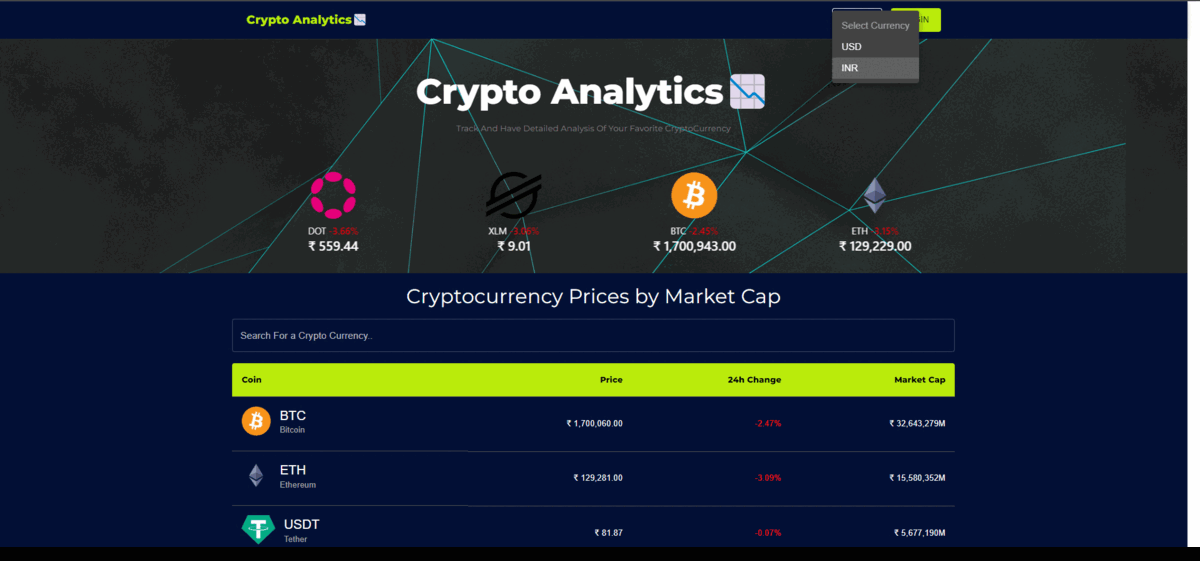 Crypto Analytics
Select Currency
USD
INR
IN
Crypto Analytics
Track And Have Detailed Analysis Of Your Favorite CryptoCurrency
DOT -3.66%
₹ 559.44
XLM -3.06%
₹ 9.01
BTC -2.45%
₹ 1,700,943.00
ETH -3.15%
₹ 129,229.00
Cryptocurrency Prices by Market Cap
Search For a Crypto Currency..
Coin Price 24h Change Market Cap
BTC
Bitcoin
₹ 1,700,060.00 -2.47% ₹ 32,643,279M
ETH
Ethereum
₹ 129,281.00 -3.09% ₹ 15,580,352M
USDT
Tether
₹ 81.87 -0.07% ₹ 5,677,190M